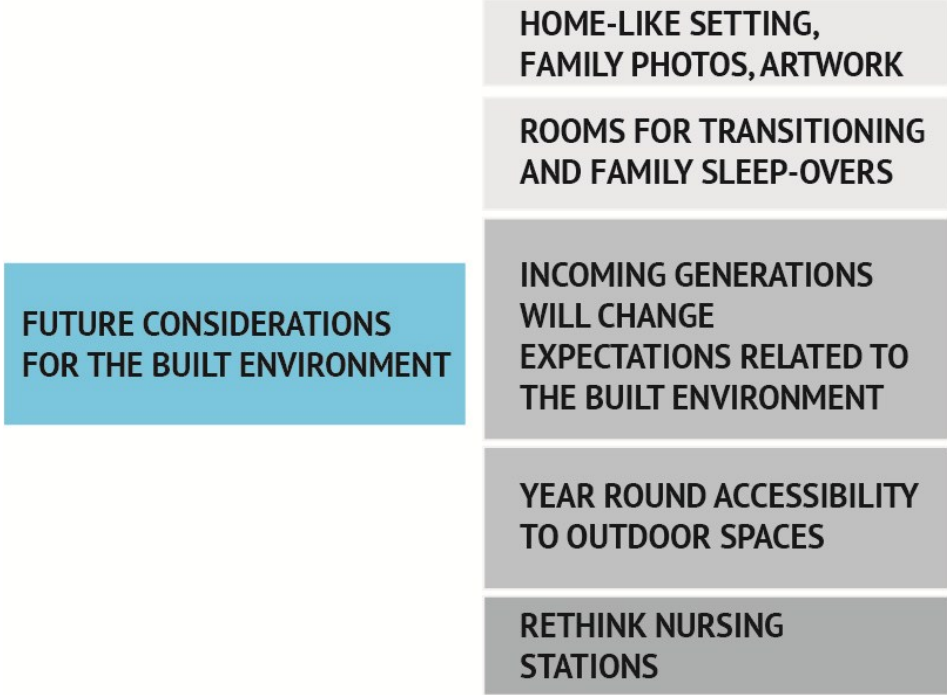 HOME-LIKE SETTING,
FAMILY PHOTOS, ARTWORK
ROOMS FOR TRANSITIONING
AND FAMILY SLEEP-OVERS
FUTURE CONSIDERATIONS
FOR THE BUILT ENVIRONMENT
INCOMING GENERATIONS
WILL CHANGE
EXPECTATIONS RELATED TO
THE BUILT ENVIRONMENT
YEAR ROUND ACCESSIBILITY
TO OUTDOOR SPACES
RETHINK NURSING
STATIONS